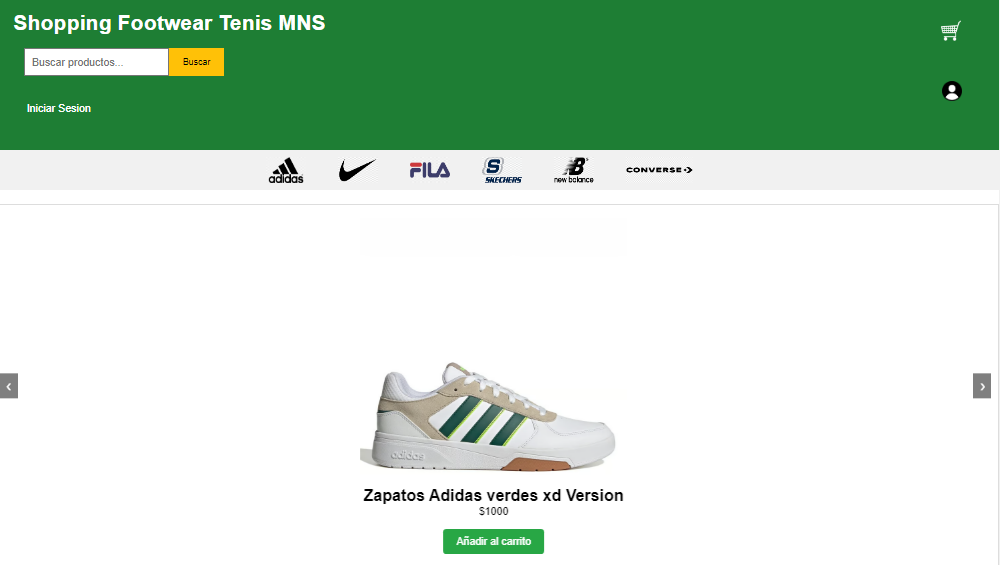 Shopping Footwear Tenis MNS
Buscar productos...
Buscar
Iniciar Sesion
adidas
FILA
S
SKECHERS
new balance
CONVERSE
‹
›
adidas
Zapatos Adidas verdes xd Version
$1000
Añadir al carrito